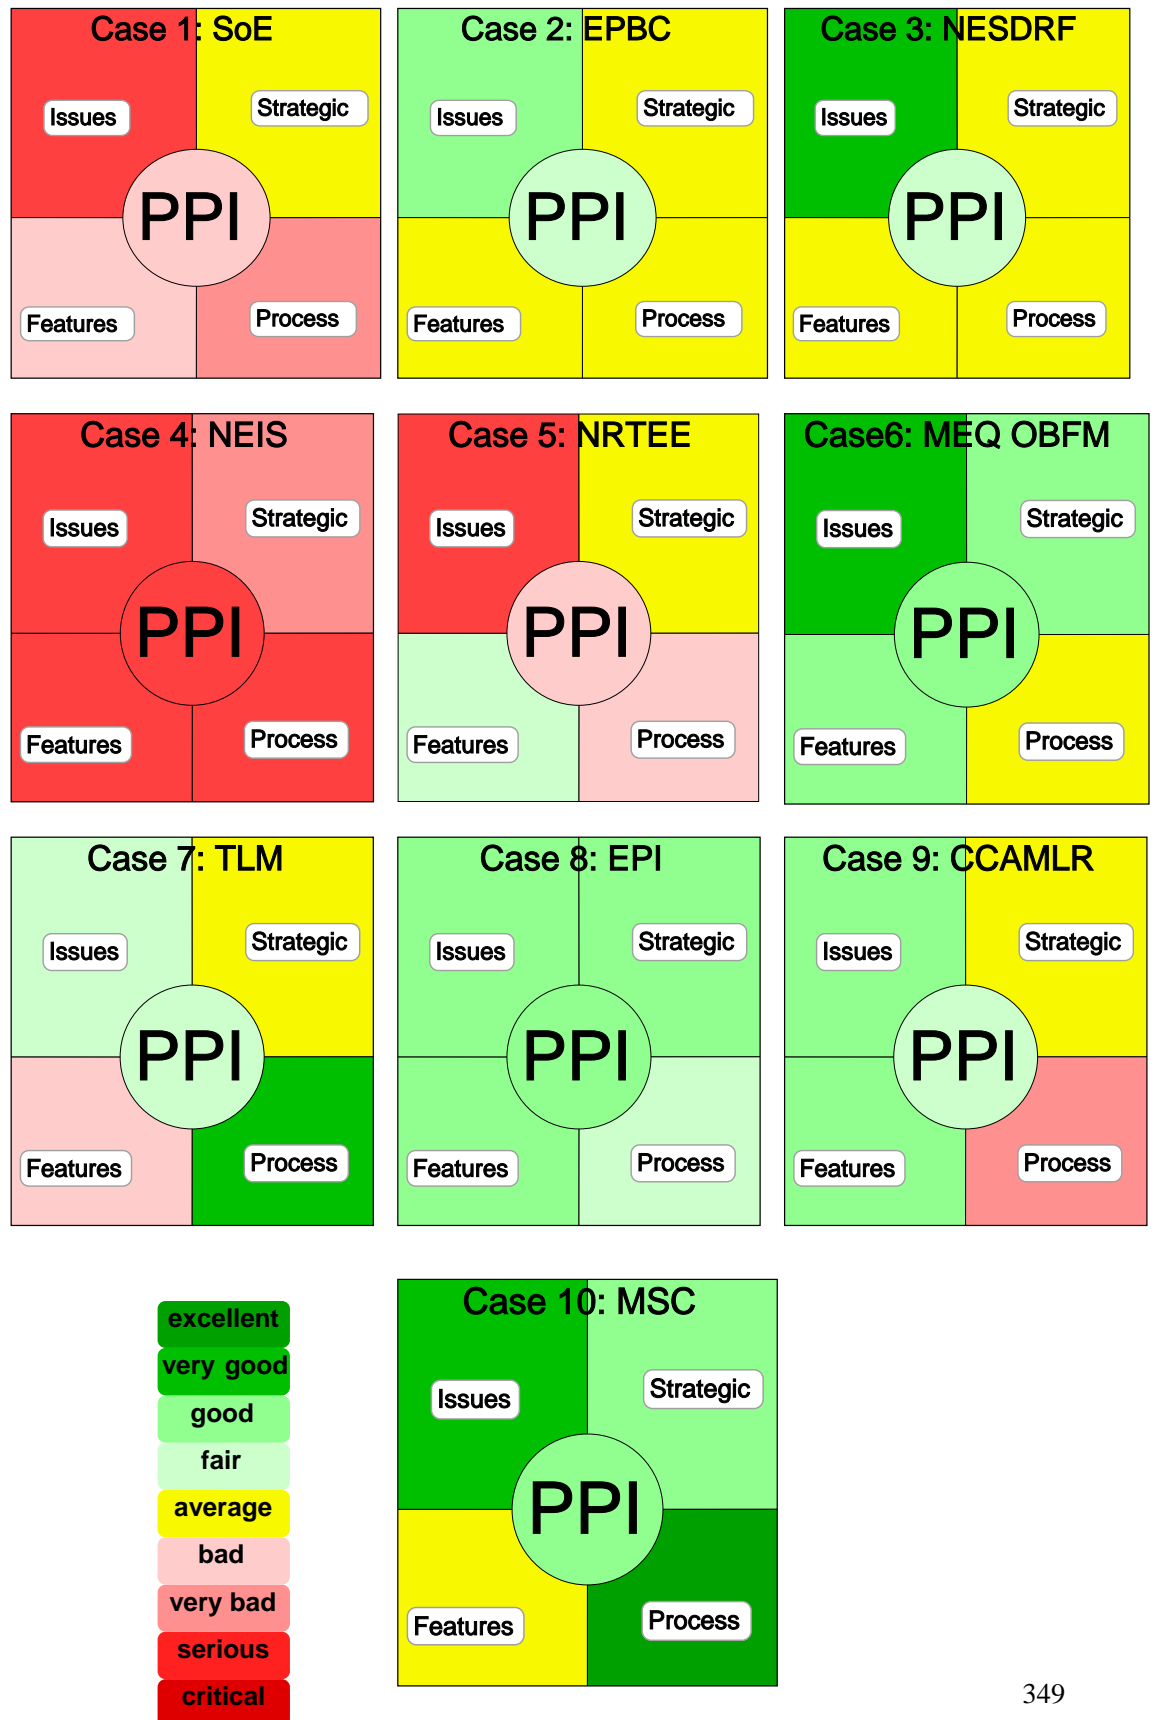 Case 1: SoE
Issues
Strategic
PPI
Features
Process
Case 2: EPBC
Issues
Strategic
PPI
Features
Process
Case 3: NESDRF
Issues
Strategic
PPI
Features
Process
Case 4: NEIS
Issues
Strategic
PPI
Features
Process
Case 5: NRTEE
Issues
Strategic
PPI
Features
Process
Case6: MEQ OBFM
Issues
Strategic
PPI
Features
Process
Case 7: TLM
Issues
Strategic
PPI
Features
Process
Case 8: EPI
Issues
Strategic
PPI
Features
Process
Case 9: CCAMLR
Issues
Strategic
PPI
Features
Process
excellent
very good
good
fair
average
bad
very bad
serious
critical
Case 10: MSC
Issues
Strategic
PPI
Features
Process
349